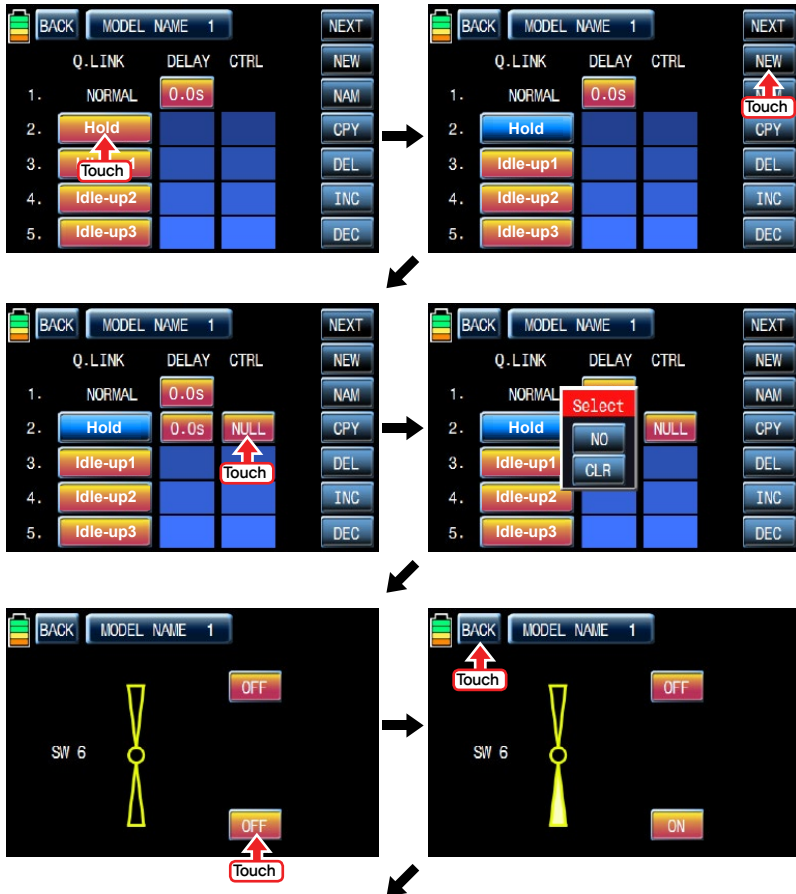 BACK MODEL NAME 1 NEXT
Q.LINK DELAY CTRL NEW
1. NORMAL 0.0s NAM
2. Hold CPY
3. DEL
Touch
4. Idle-up2 INC
5. Idle-up3 DEC
BACK MODEL NAME 1 NEXT
Q.LINK DELAY CTRL NEW
1. NORMAL 0.0s
Touch
2. Hold CPY
3. Idle-up1 DEL
4. Idle-up2 INC
5. Idle-up3 DEC
BACK MODEL NAME 1 NEXT
Q.LINK DELAY CTRL NEW
1. NORMAL 0.0s NAM
2. Hold 0.0s NULL CPY
3. Idle-up1 DEL
Touch
4. Idle-up2 INC
5. Idle-up3 DEC
BACK MODEL NAME 1 NEXT
Q.LINK DELAY CTRL NEW
1. NORMAL NAM
Select
2. Hold NULL CPY
NO
3. Idle-up1 DEL
CLR
4. Idle-up2 INC
5. Idle-up3 DEC
BACK MODEL NAME 1
OFF
SW 6
OFF
Touch
BACK MODEL NAME 1
Touch
OFF
SW 6
ON